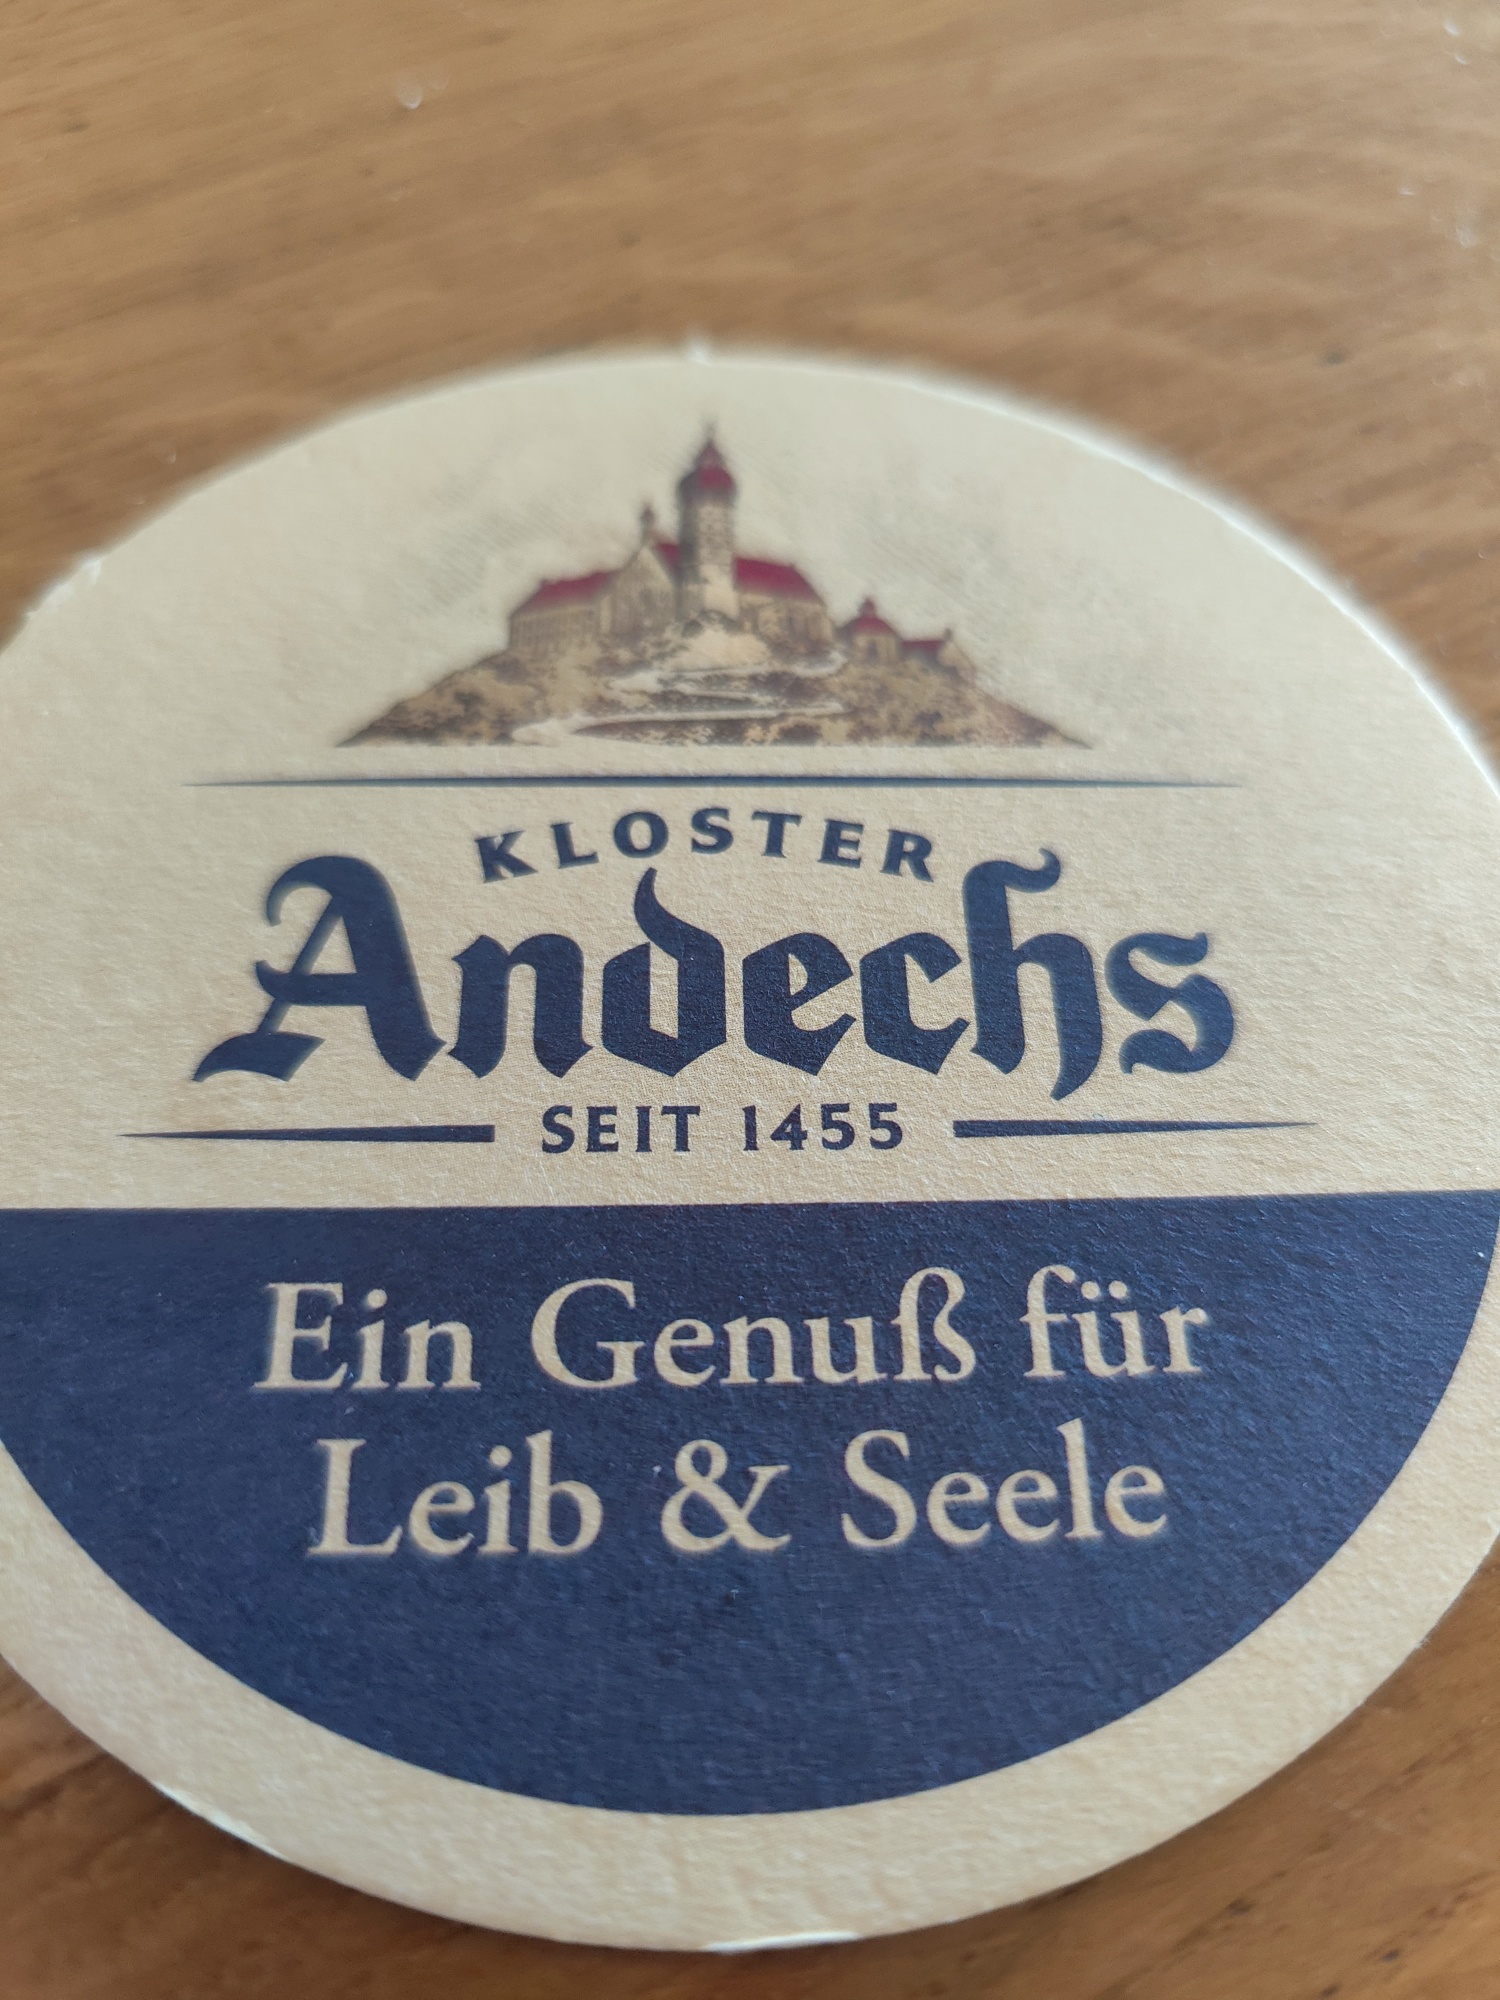 KLOSTER
Andechs
SEIT 1455
Ein Genuß für
Leib & Seele